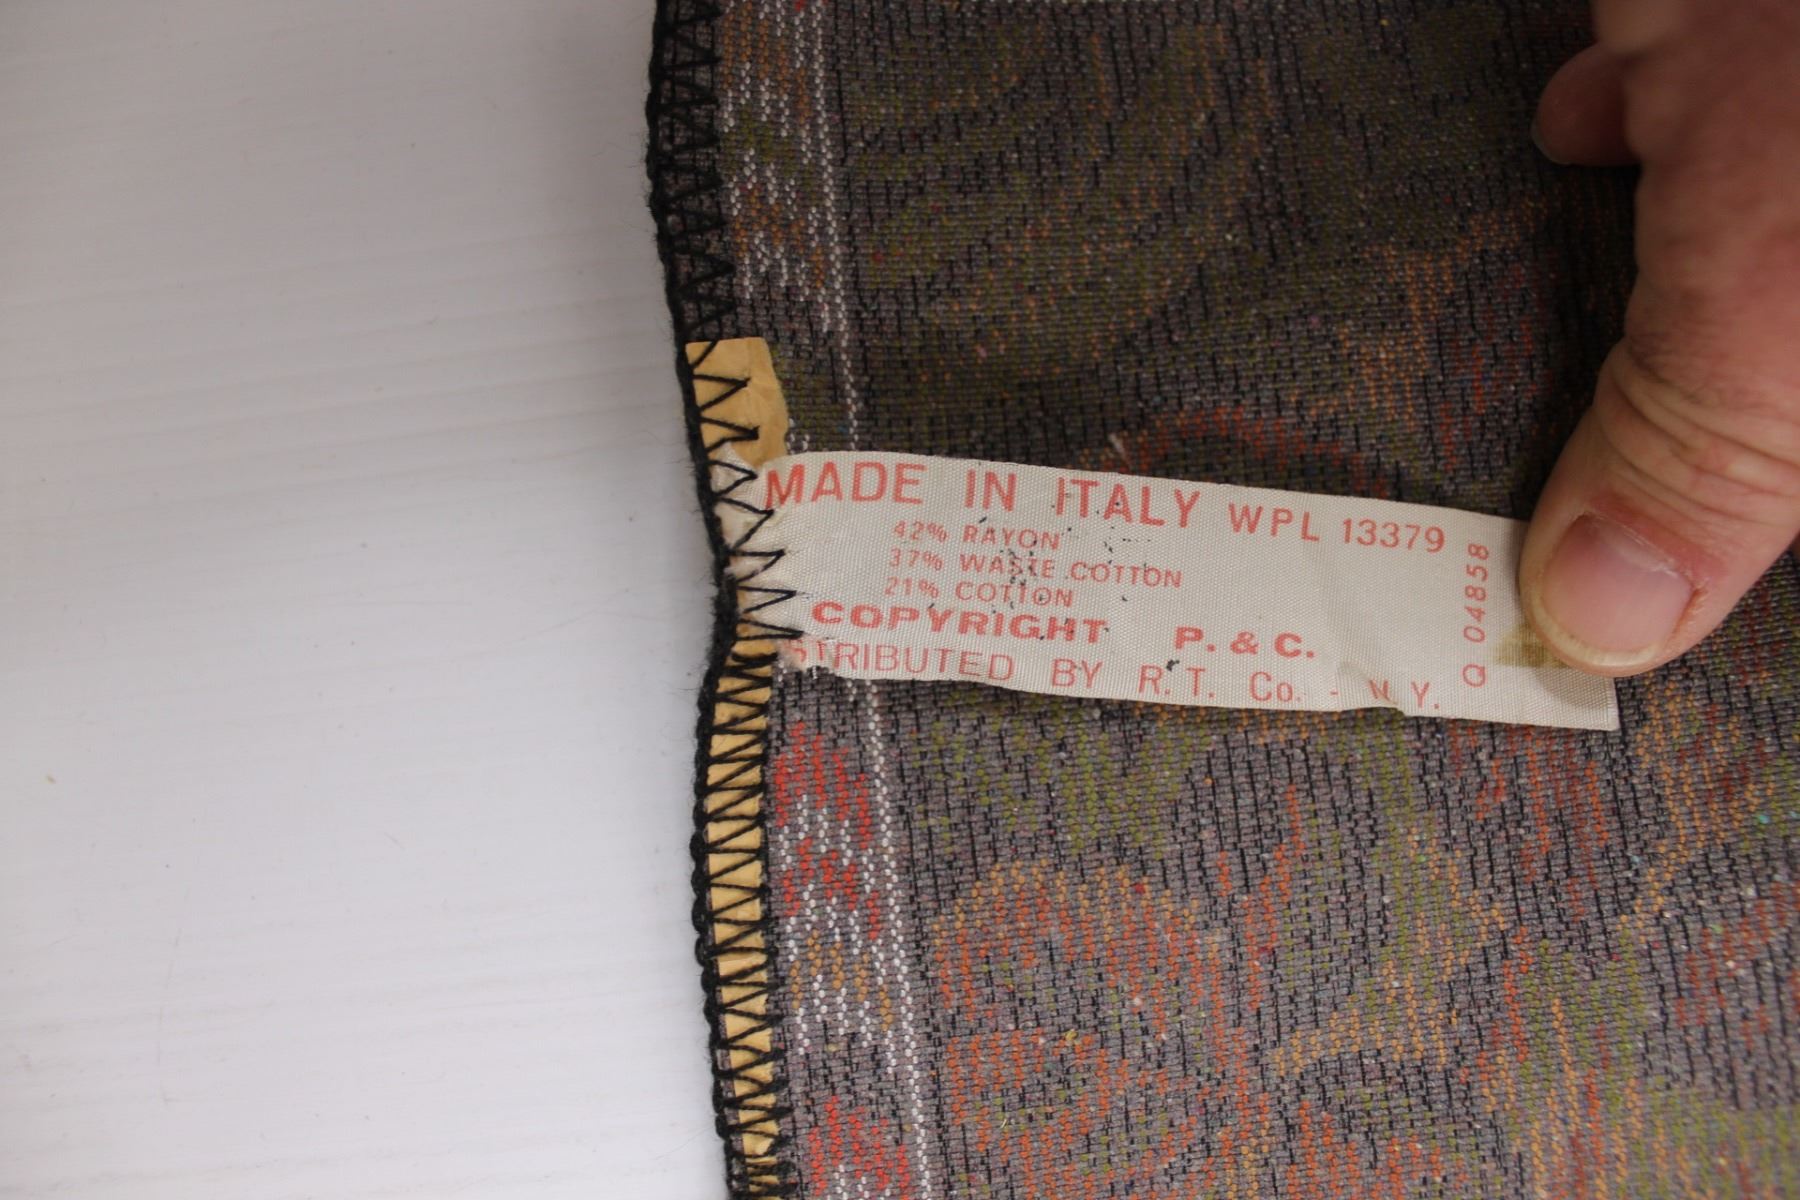 MADE IN ITALY WPL 13379
42% RAYON
37% WASTE COTTON
21% COTTON
COPYRIGHT P. & C.
STRIBUTED BY R.T. Co. - N.Y.
Q 04858